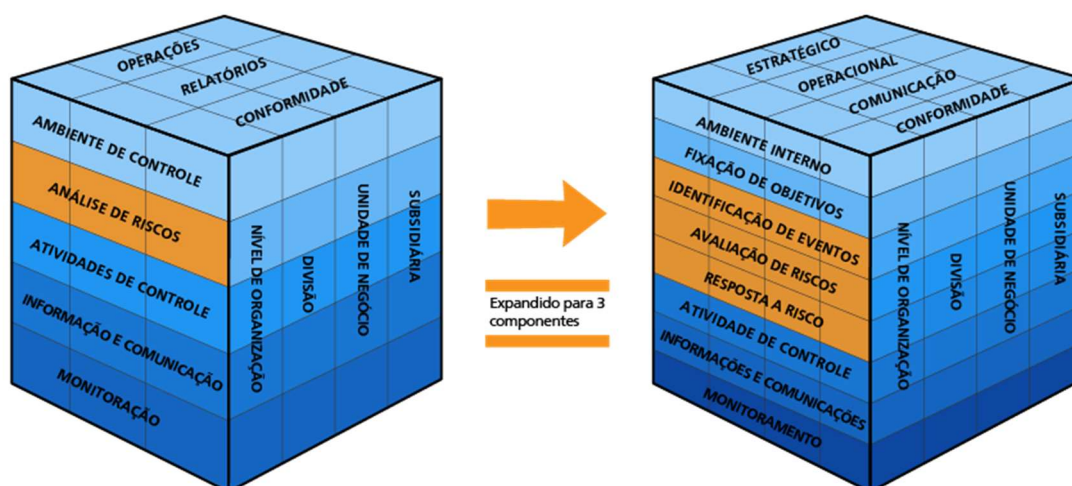 OPERAÇÕES
RELATÓRIOS
CONFORMIDADE
AMBIENTE DE CONTROLE
ANÁLISE DE RISCOS
ATIVIDADES DE CONTROLE
INFORMAÇÃO E COMUNICAÇÃO
MONITORAÇÃO
NÍVEL DE ORGANIZAÇÃO
DIVISÃO
UNIDADE DE NEGÓCIO
SUBSIDIÁRIA
Expandido para 3
componentes
ESTRATÉGICO
OPERACIONAL
COMUNICAÇÃO
CONFORMIDADE
AMBIENTE INTERNO
FIXAÇÃO DE OBJETIVOS
IDENTIFICAÇÃO DE EVENTOS
AVALIAÇÃO DE RISCOS
RESPOSTA A RISCO
ATIVIDADE DE CONTROLE
INFORMAÇÕES E COMUNICAÇÕES
MONITORAMENTO
NÍVEL DE ORGANIZAÇÃO
DIVISÃO
UNIDADE DE NEGÓCIO
SUBSIDIÁRIA